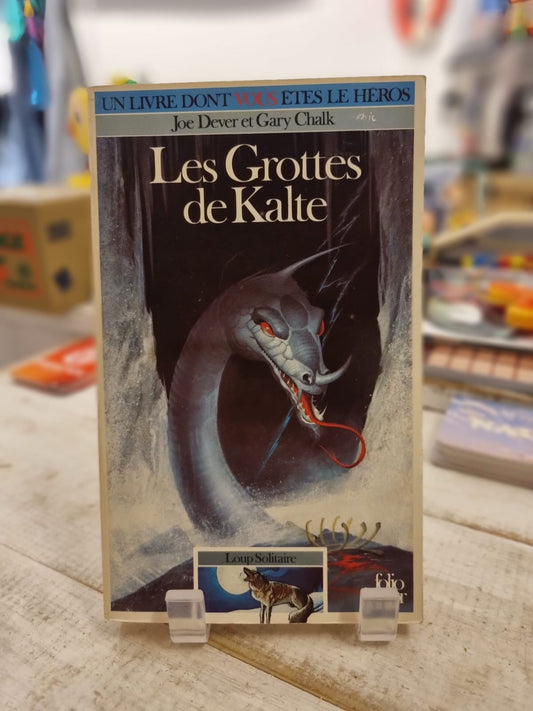 UN LIVRE DONT VOUS ÊTES LE HÉROS
Joe Dever et Gary Chalk
Les Grottes
de Kalte
Loup Solitaire
folio